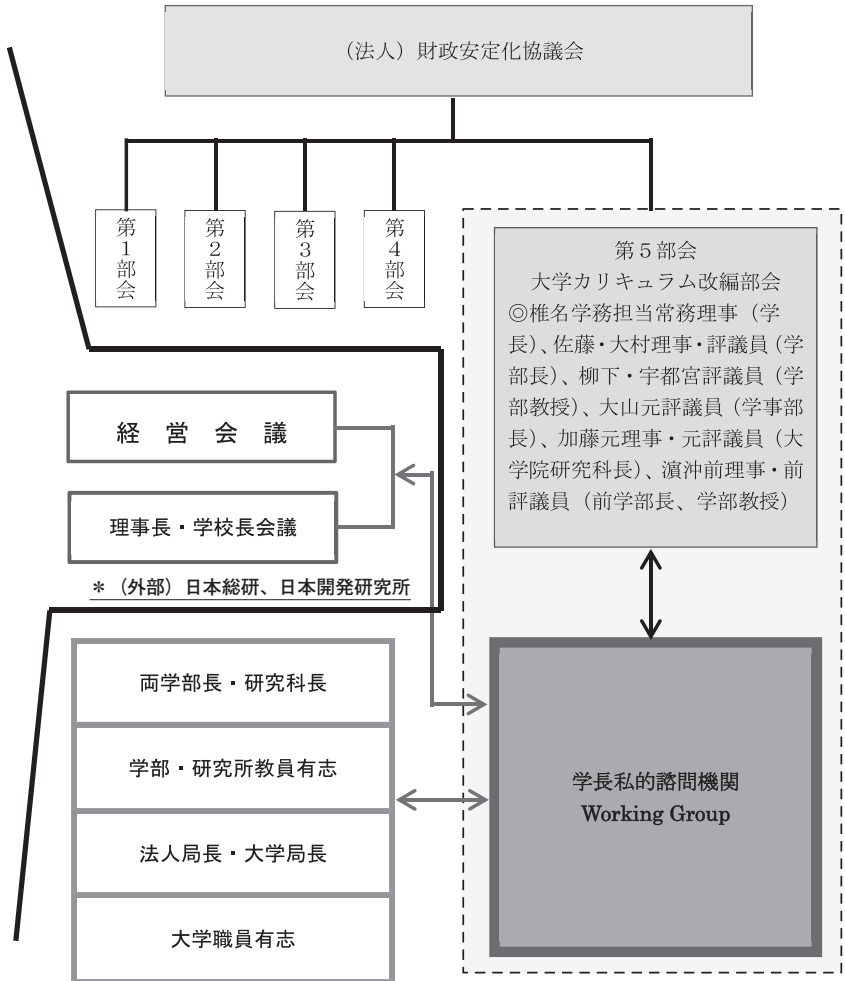 （法人）財政安定化協議会
第1部会
第2部会
第3部会
第4部会
第５部会
大学カリキュラム改編部会
◎椎名学務担当常務理事（学
長）、佐藤・大村理事・評議員（学
部長）、柳下・宇都宮評議員（学
部教授）、大山元評議員（学事部
長）、加藤元理事・元評議員（大
学院研究科長）、濵沖前理事・前
評議員（前学部長、学部教授）
経　営　会　議
理事長・学校長会議
＊（外部）日本総研、日本開発研究所
両学部長・研究科長
学部・研究所教員有志
法人局長・大学局長
大学職員有志
学長私的諮問機関
Working Group